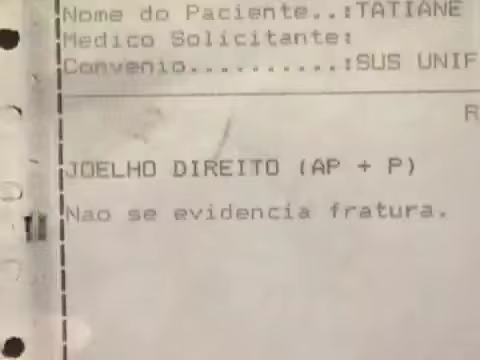 Nome do Paciente..:TATIANE
Medico Solicitante:
Convenio..........:SUS UNIF
R
JOELHO DIREITO (AP + P)
Nao se evidencia fratura.